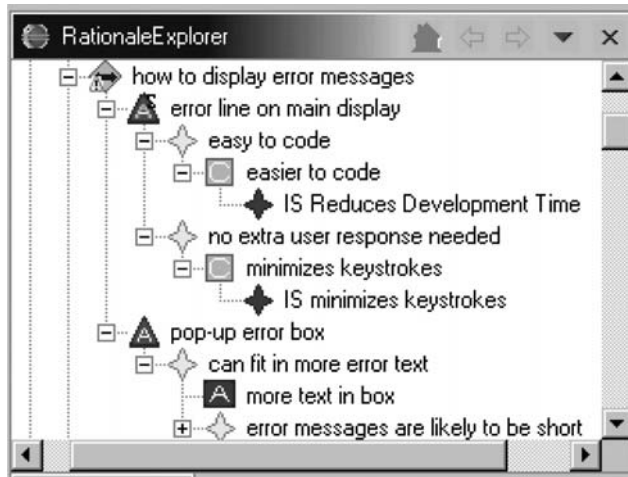 RationaleExplorer
how to display error messages
error line on main display
easy to code
easier to code
IS Reduces Development Time
no extra user response needed
minimizes keystrokes
IS minimizes keystrokes
pop-up error box
can fit in more error text
A more text in box
error messages are likely to be short